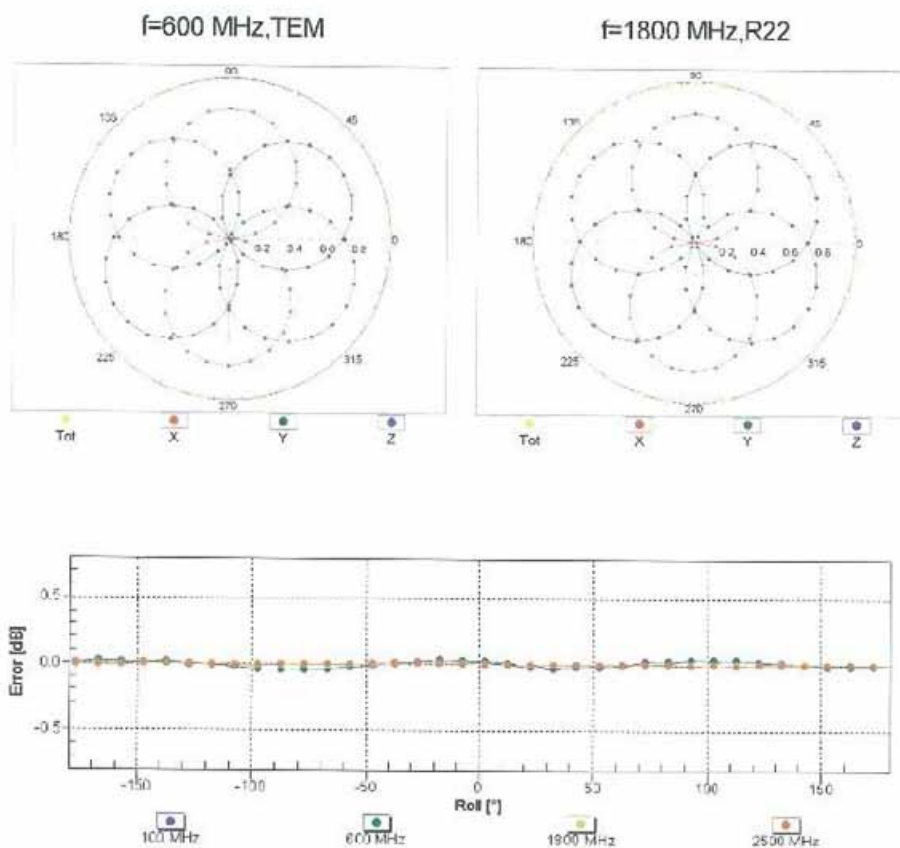 f=600 MHz,TEM
f=1800 MHz,R22
90
135
45
180
0.2 0.4 0.6 0.8
0
225
315
270
Tot X Y Z
90
135
45
180
0.2 0.4 0.6 0.8
0
225
315
270
Tot X Y Z
Error [dB]
0.5
0.0
-0.5
-150 -100 -50 0 50 100 150
Roll [°]
100 MHz 600 MHz 1800 MHz 2500 MHz